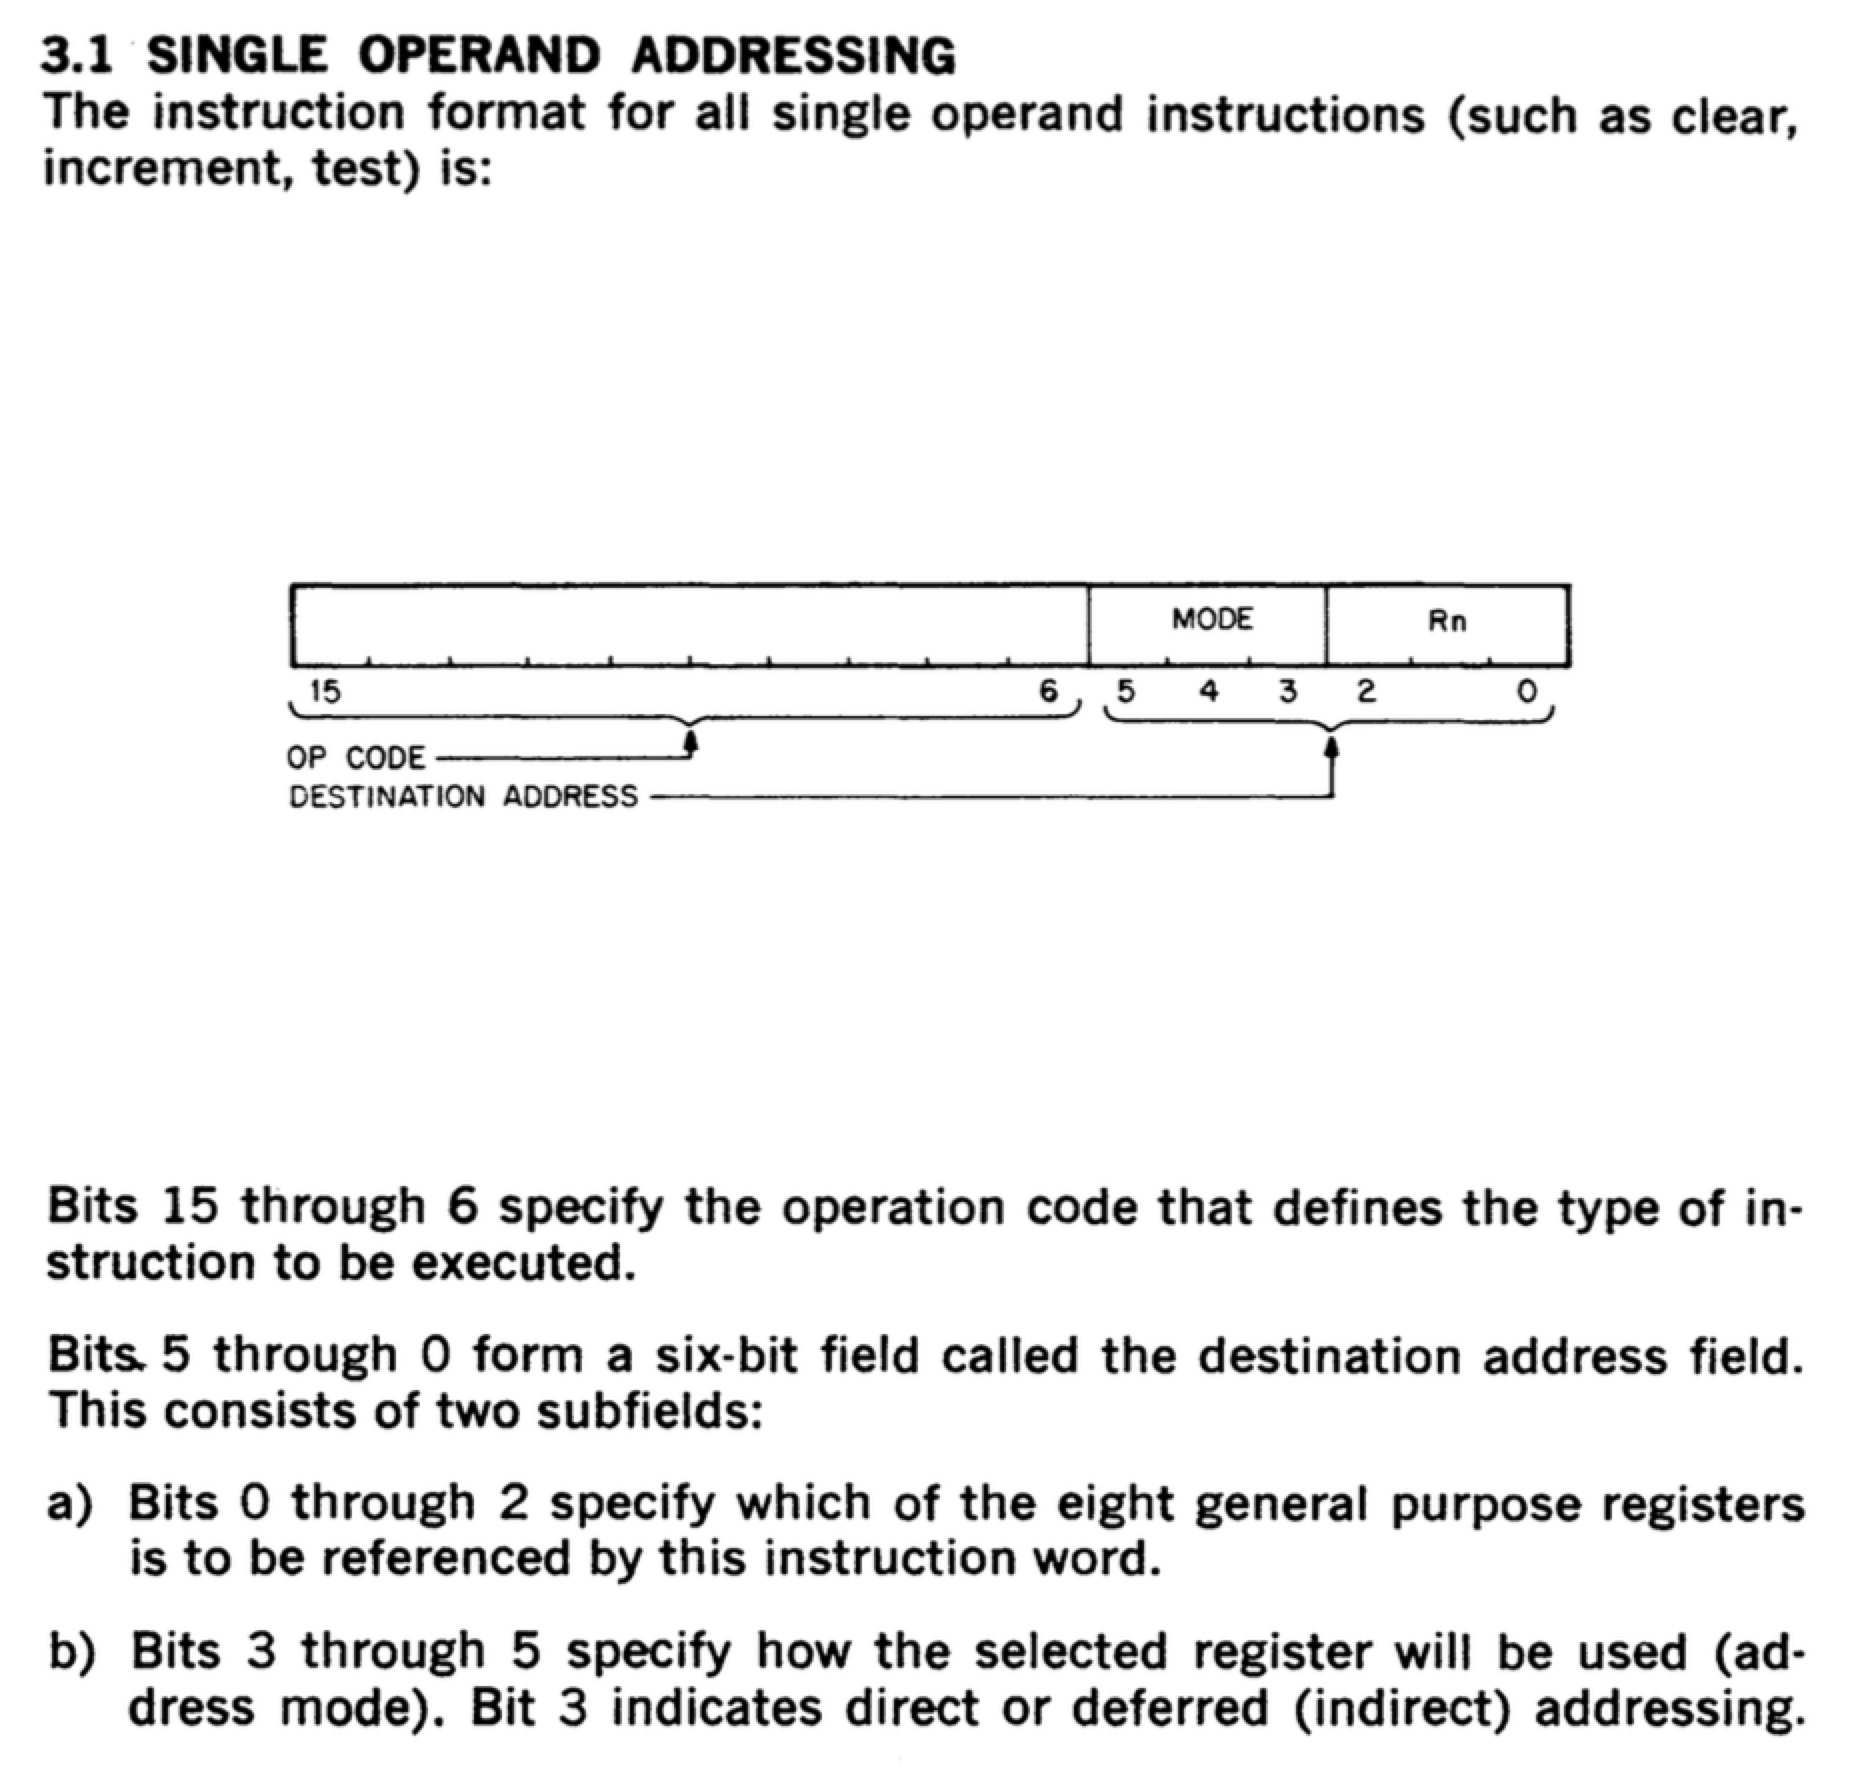 3.1 SINGLE OPERAND ADDRESSING
The instruction format for all single operand instructions (such as clear,
increment, test) is:
MODE Rn
15 6 5 4 3 2 0
OP CODE
DESTINATION ADDRESS
Bits 15 through 6 specify the operation code that defines the type of in-
struction to be executed.
Bits 5 through 0 form a six-bit field called the destination address field.
This consists of two subfields:
a) Bits 0 through 2 specify which of the eight general purpose registers
is to be referenced by this instruction word.
b) Bits 3 through 5 specify how the selected register will be used (ad-
dress mode). Bit 3 indicates direct or deferred (indirect) addressing.